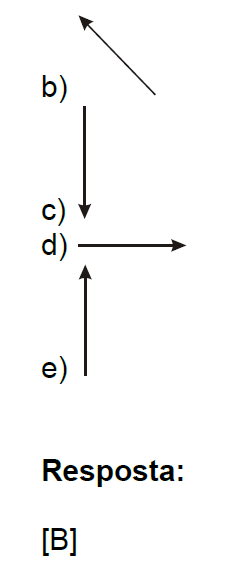 b)
c)
d)
e)
Resposta:
[B]